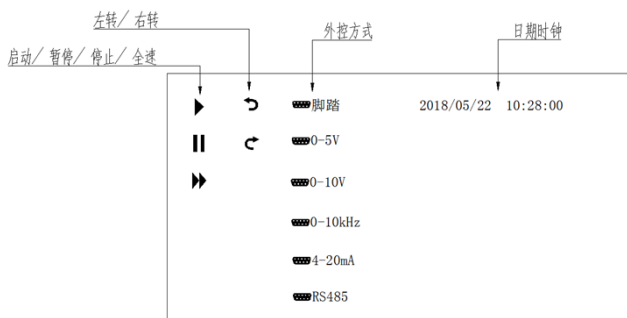 左转/ 右转
外控方式
日期时钟
启动/ 暂停/ 停止/ 全速
脚踏
2018/05/22 10:28:00
0-5V
0-10V
0-10kHz
4-20mA
RS485